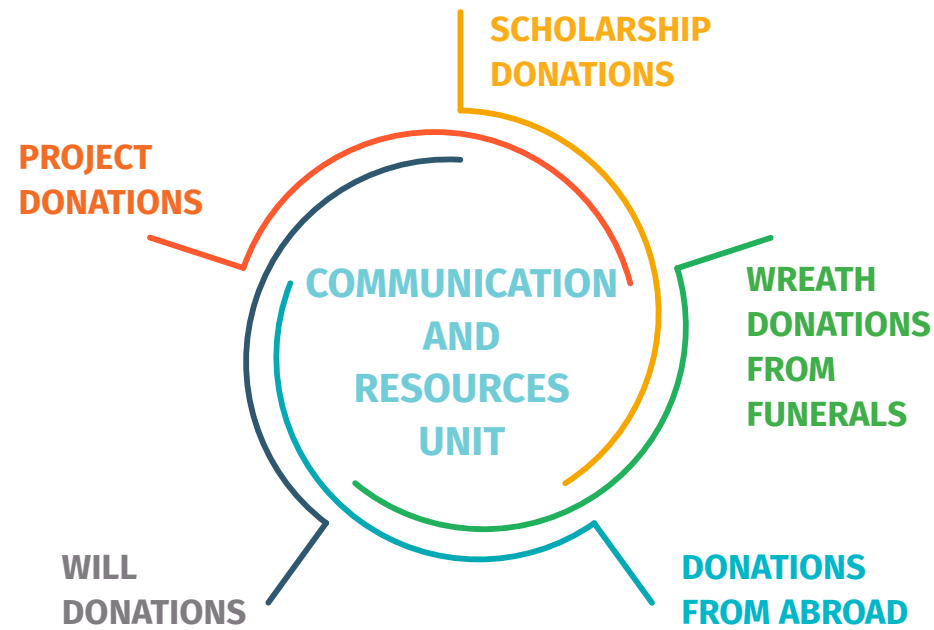 SCHOLARSHIP
DONATIONS
PROJECT
DONATIONS
COMMUNICATION
AND
RESOURCES
UNIT
WREATH
DONATIONS
FROM
FUNERALS
WILL
DONATIONS
DONATIONS
FROM ABROAD